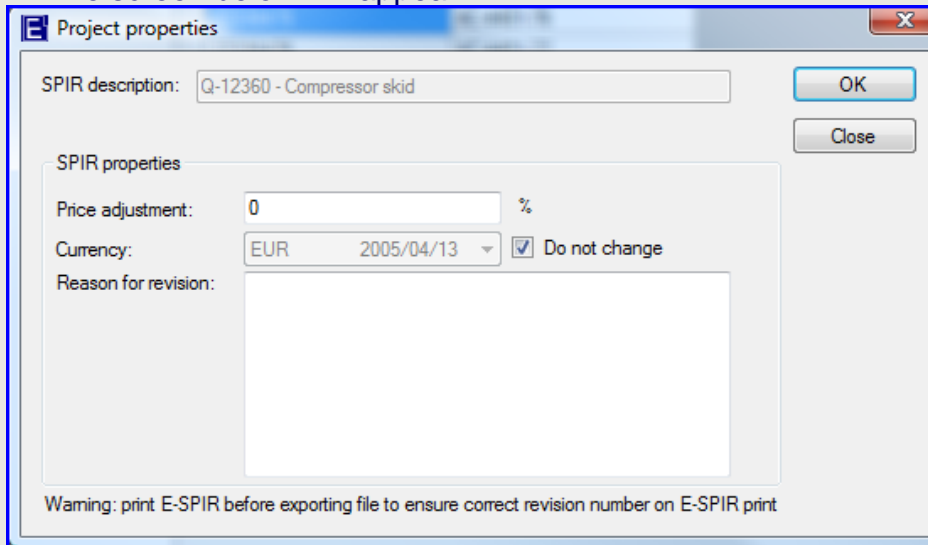 Project properties
SPIR description: Q-12360 - Compressor skid
OK
Close
SPIR properties
Price adjustment: 0 %
Currency: EUR 2005/04/13 Do not change
Reason for revision:
Warning: print E-SPIR before exporting file to ensure correct revision number on E-SPIR print